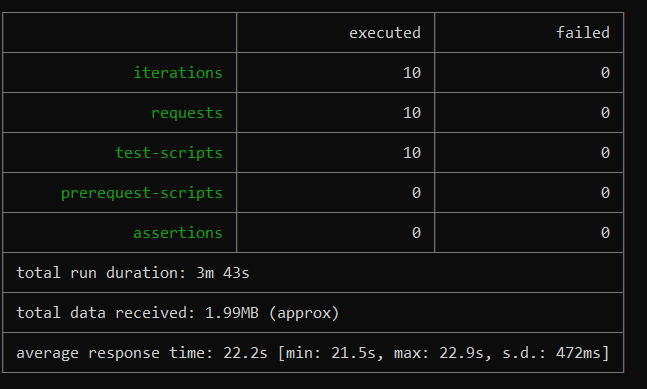 executed failed
iterations 10 0
requests 10 0
test-scripts 10 0
prerequest-scripts 0 0
assertions 0 0
total run duration: 3m 43s
total data received: 1.99MB (approx)
average response time: 22.2s [min: 21.5s, max: 22.9s, s.d.: 472ms]